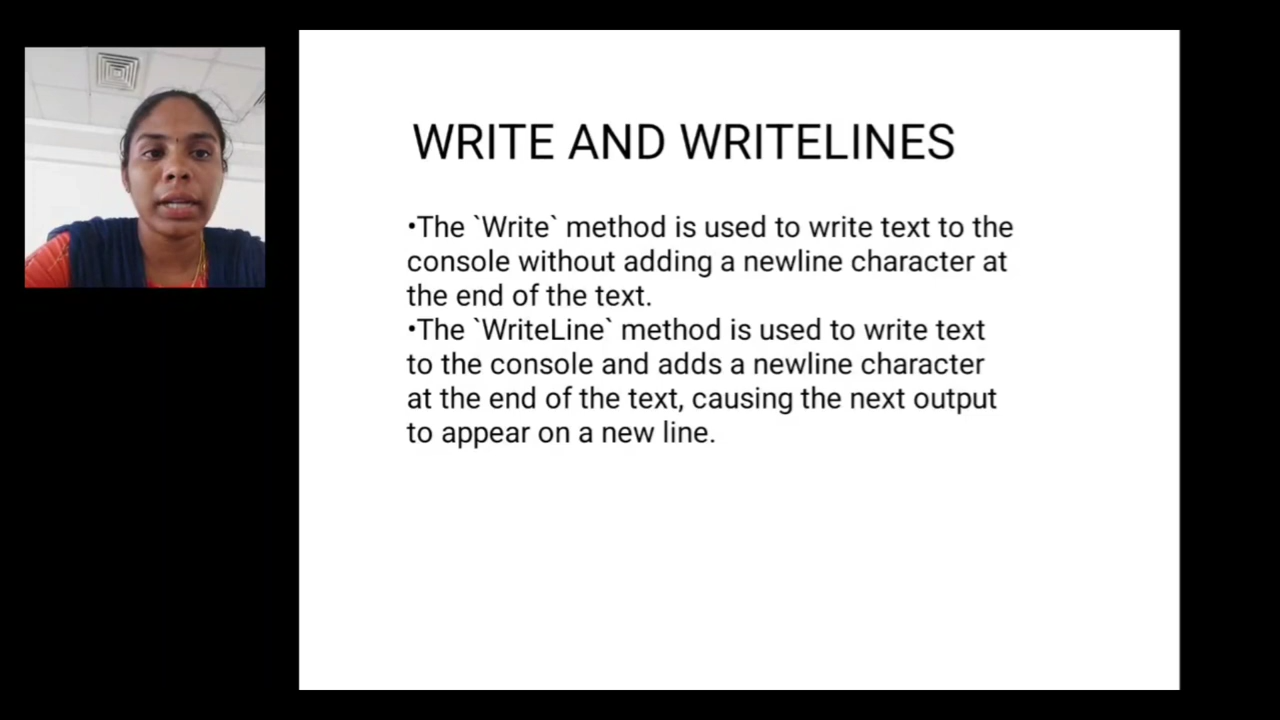 WRITE AND WRITELINES
•The `Write` method is used to write text to the
console without adding a newline character at
the end of the text.
•The `WriteLine` method is used to write text
to the console and adds a newline character
at the end of the text, causing the next output
to appear on a new line.